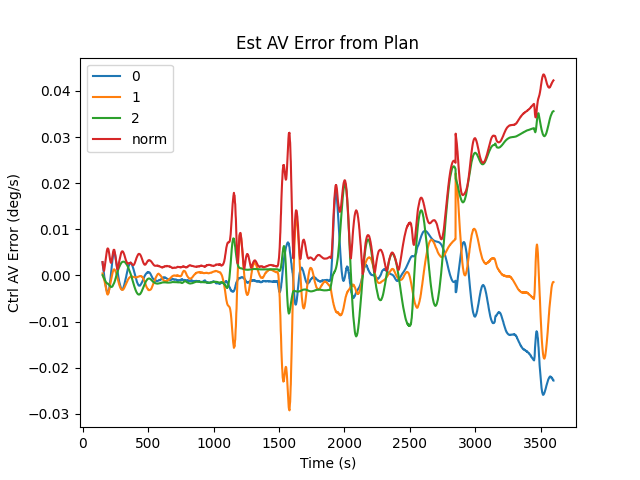 Est AV Error from Plan
0
1
2
norm
Ctrl AV Error (deg/s)
0.04
0.03
0.02
0.01
0.00
−0.01
−0.02
−0.03
0 500 1000 1500 2000 2500 3000 3500
Time (s)